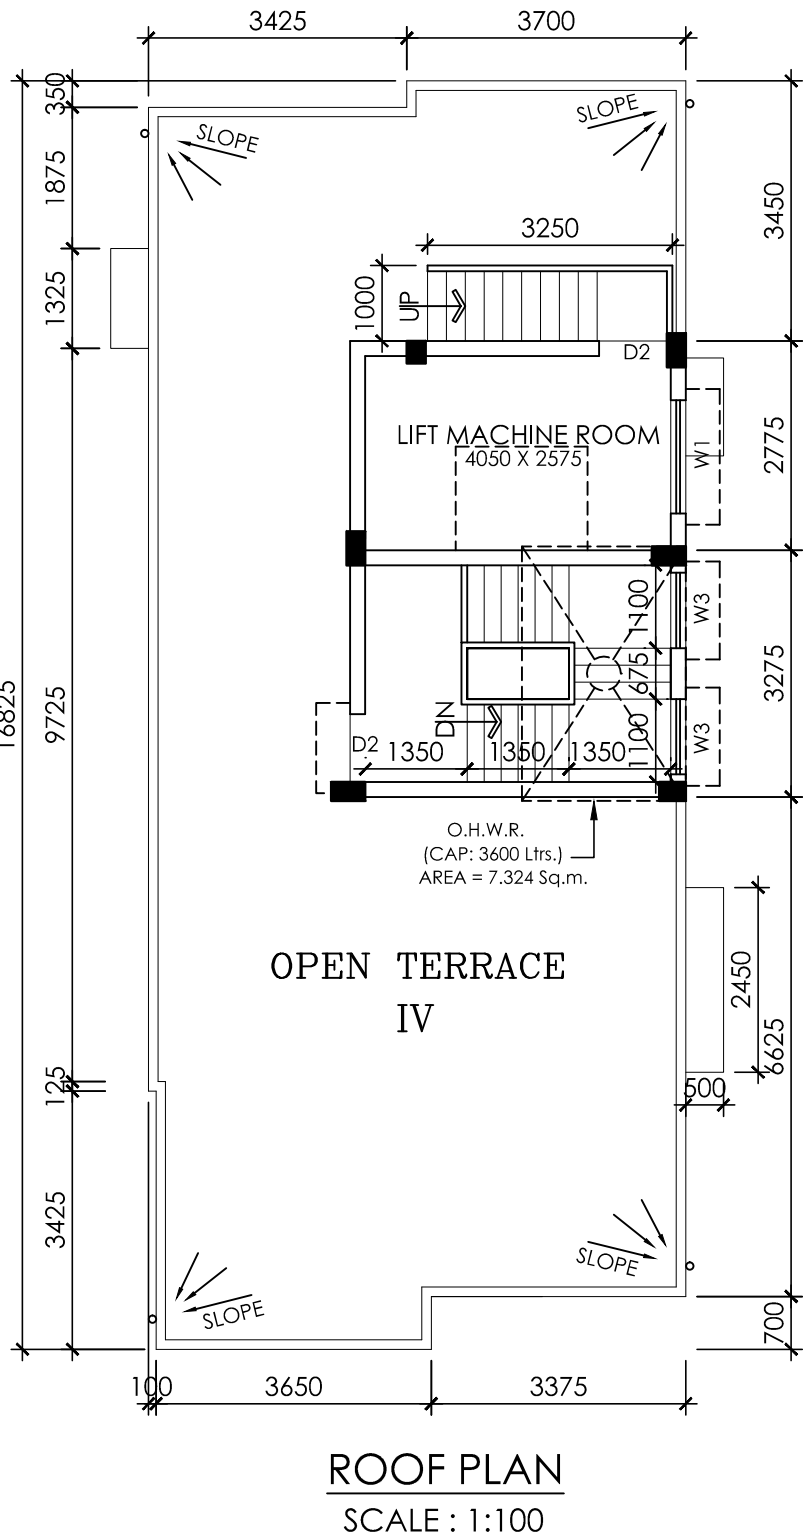 3425
3700
350
SLOPE
SLOPE
1875
3450
3250
1325
1000
UP
D2
LIFT MACHINE ROOM
4050 X 2575
W1
2775
1100
W3
675
3275
16825
9725
DN
W3
D2
1350
1350
1350
1100
O.H.W.R.
(CAP: 3600 Ltrs.)
AREA = 7.324 Sq.m.
OPEN TERRACE
IV
2450
6625
125
500
3425
SLOPE
SLOPE
700
100
3650
3375
ROOF PLAN
SCALE : 1:100